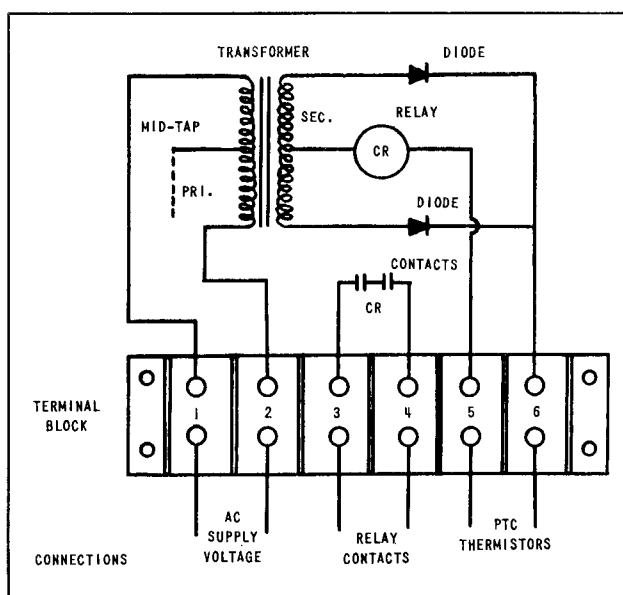 TRANSFORMER
DIODE
MID-TAP
SEC.
RELAY
CR
PRI.
DIODE
CONTACTS
CR
TERMINAL
BLOCK
1 2 3 4 5 6
AC
SUPPLY
VOLTAGE
RELAY
CONTACTS
PTC
THERMISTORS
CONNECTIONS